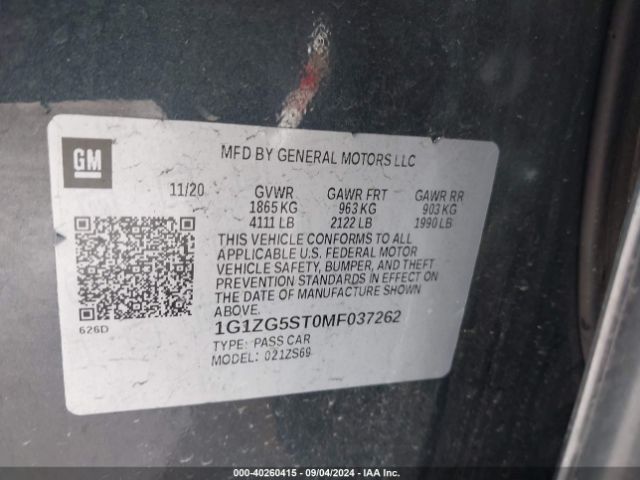 GM
MFD BY GENERAL MOTORS LLC
11/20 GVWR GAWR FRT GAWR RR
1865 KG 963 KG 903 KG
4111 LB 2122 LB 1990 LB
THIS VEHICLE CONFORMS TO ALL
APPLICABLE U.S. FEDERAL MOTOR
VEHICLE SAFETY, BUMPER, AND THEFT
PREVENTION STANDARDS IN EFFECT ON
THE DATE OF MANUFACTURE SHOWN
ABOVE.
626D
1G1ZG5ST0MF037262
TYPE: PASS CAR
MODEL: 021ZS69
000-40260415 - 09/04/2024 - IAA Inc.